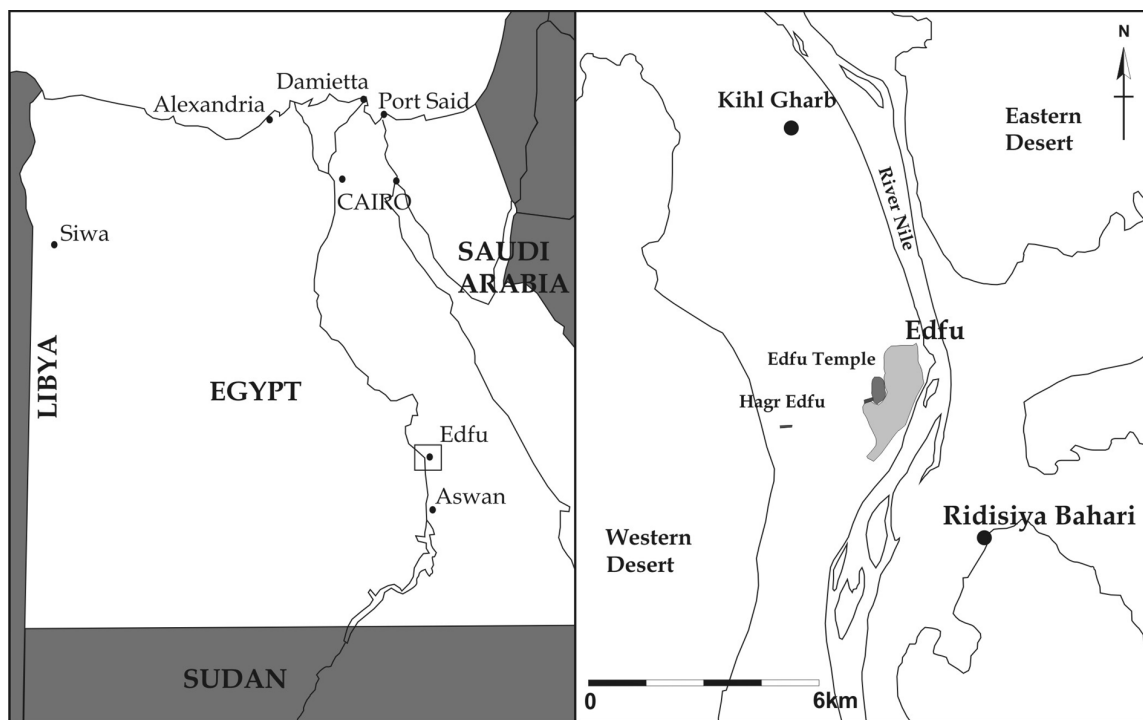 Damietta
Alexandria
Port Said
CAIRO
Siwa
SAUDI
ARABIA
LIBYA
EGYPT
Edfu
Aswan
SUDAN
N
Kihl Gharb
Eastern
Desert
River Nile
Edfu
Edfu Temple
Hagr Edfu
Ridisiya Bahari
Western
Desert
0 6km